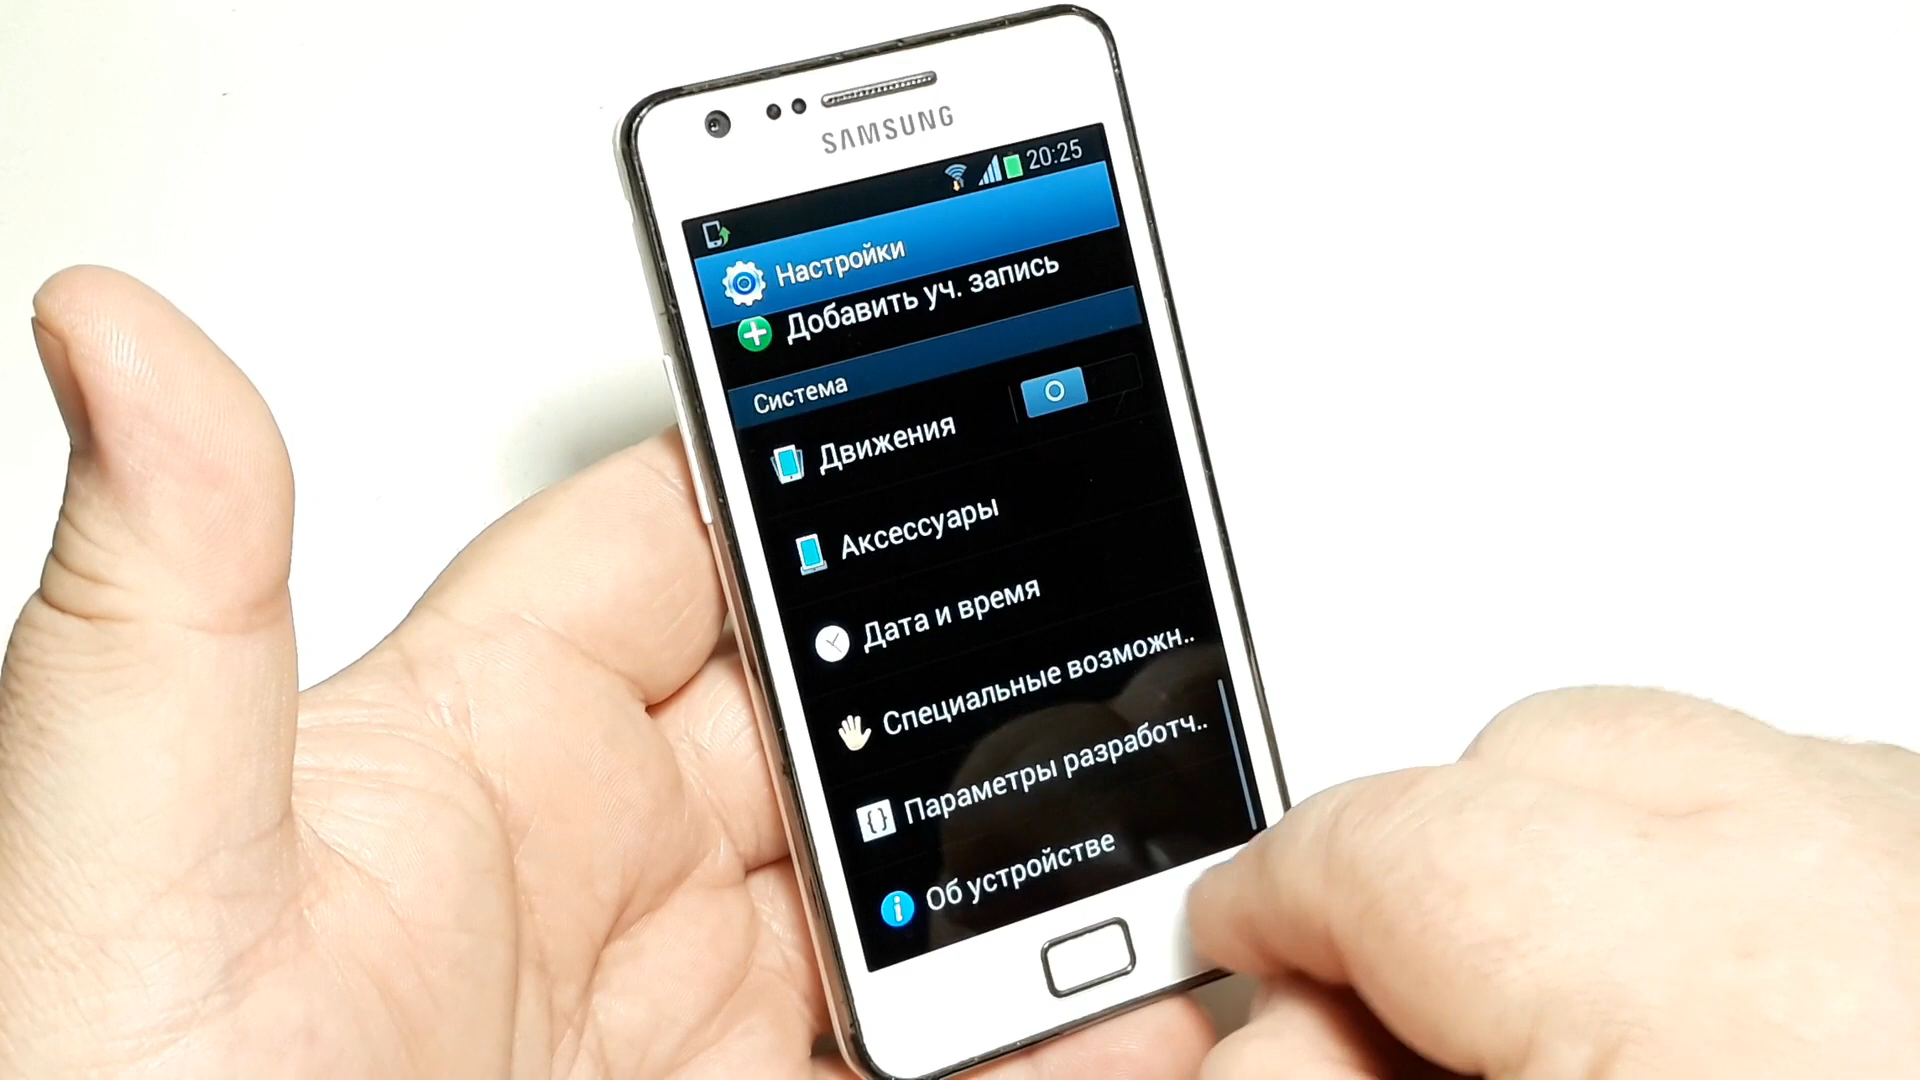 SAMSUNG
20:25
Настройки
Добавить уч. запись
Система
Движения
Аксессуары
Дата и время
Специальные возможн..
Параметры разработч..
Об устройстве